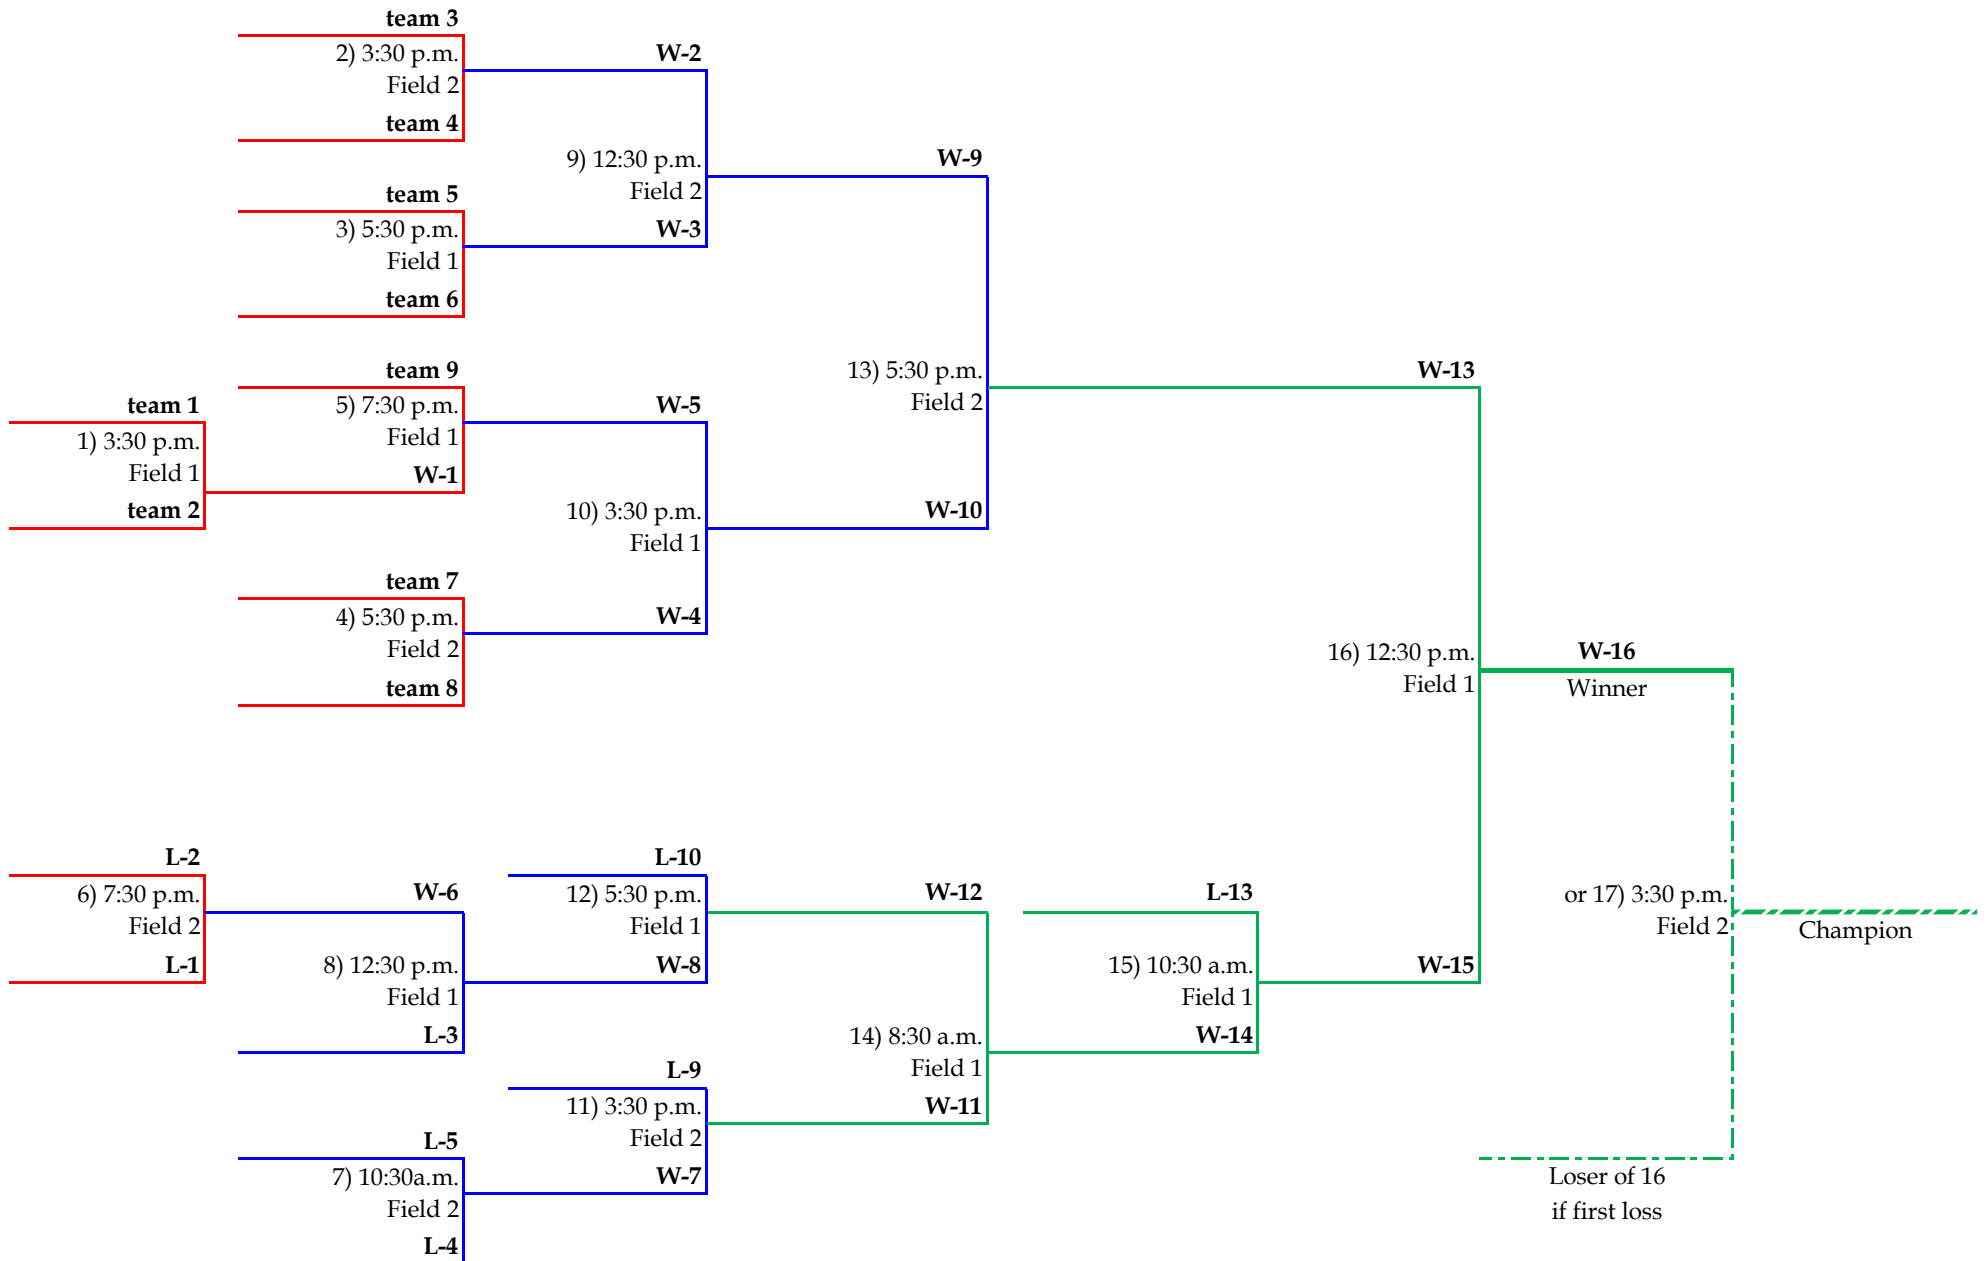 team 3
2) 3:30 p.m.
Field 2
team 4
W-2
9) 12:30 p.m.
Field 2
W-3
W-9
team 5
3) 5:30 p.m.
Field 1
team 6
team 9
5) 7:30 p.m.
Field 1
W-1
team 1
1) 3:30 p.m.
Field 1
team 2
W-5
10) 3:30 p.m.
Field 1
W-4
W-10
13) 5:30 p.m.
Field 2
W-13
team 7
4) 5:30 p.m.
Field 2
team 8
16) 12:30 p.m.
Field 1
W-16
Winner
L-2
6) 7:30 p.m.
Field 2
L-1
W-6
8) 12:30 p.m.
Field 1
L-3
L-10
12) 5:30 p.m.
Field 1
W-8
W-12
14) 8:30 a.m.
Field 1
W-11
L-13
15) 10:30 a.m.
Field 1
W-14
W-15
or 17) 3:30 p.m.
Field 2
Champion
L-9
11) 3:30 p.m.
Field 2
W-7
L-5
7) 10:30a.m.
Field 2
L-4
Loser of 16
if first loss